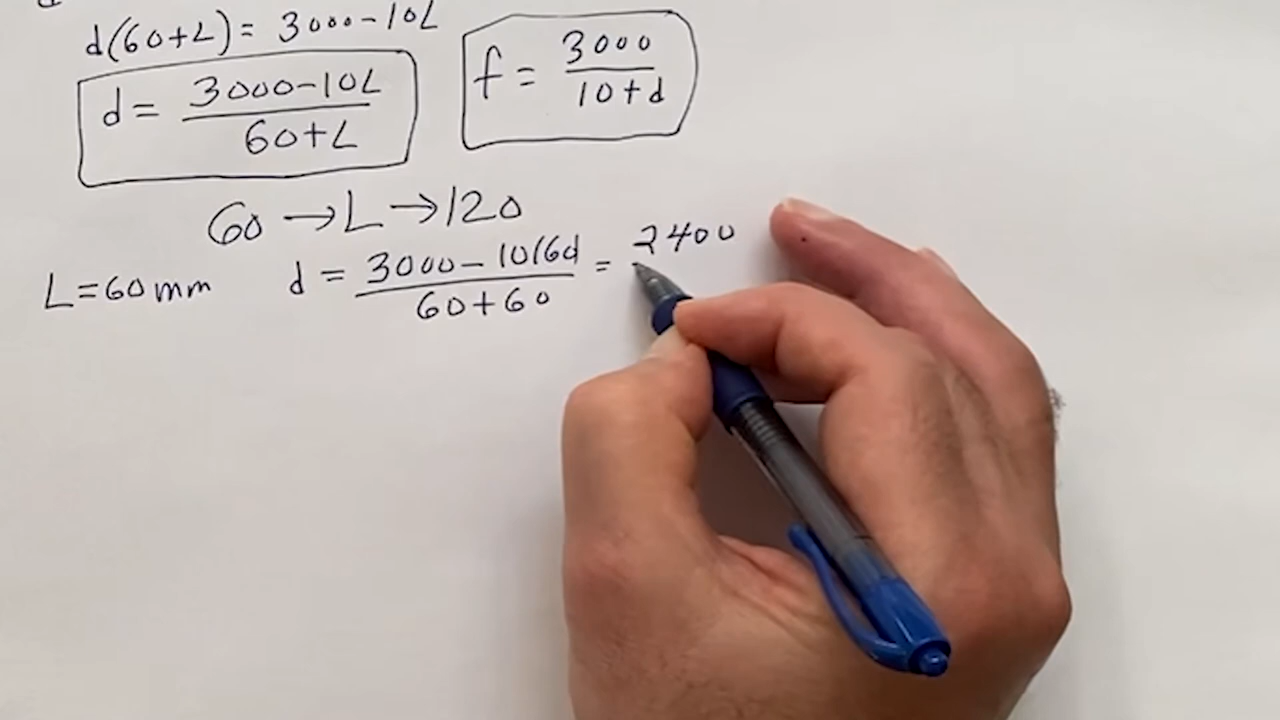 d(60+L) = 3000-10L
d = 3000-10L / 60+L
f = 3000 / 10+d
60 → L → 120
L=60mm
d = 3000-10(60) / 60+60 = 2400